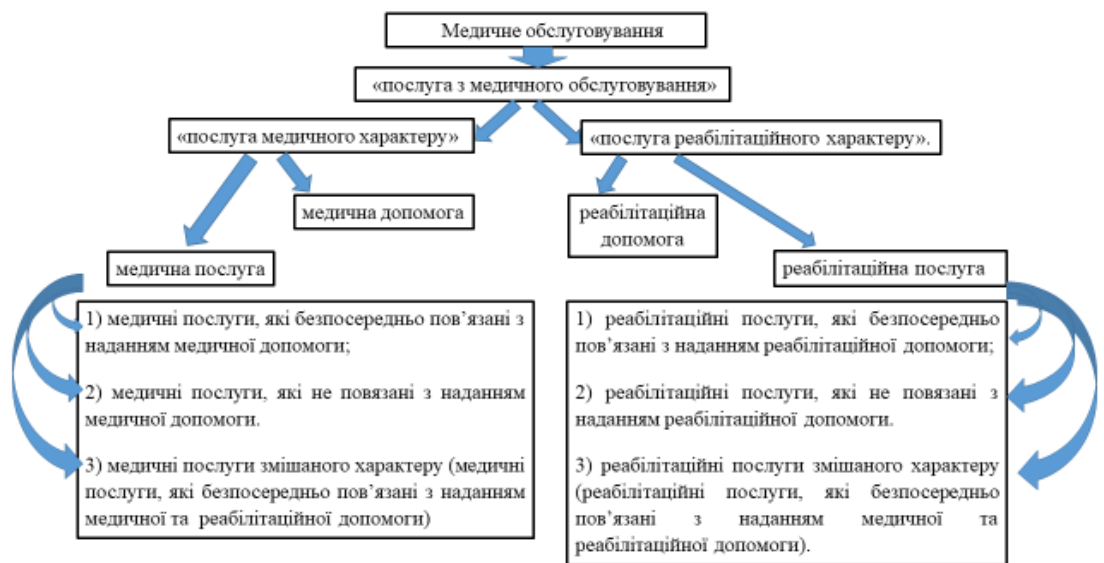 Медичне обслуговування
«послуга з медичного обслуговування»
«послуга медичного характеру»
«послуга реабілітаційного характеру».
медична допомога
реабілітаційна
допомога
медична послуга
реабілітаційна послуга
1) медичні послуги, які безпосередньо пов’язані з
наданням медичної допомоги;
2) медичні послуги, які не повязані з наданням
медичної допомоги.
3) медичні послуги змішаного характеру (медичні
послуги, які безпосередньо пов’язані з наданням
медичної та реабілітаційної допомоги)
1) реабілітаційні послуги, які безпосередньо
пов’язані з наданням реабілітаційної допомоги;
2) реабілітаційні послуги, які не повязані з
наданням реабілітаційної допомоги.
3) реабілітаційні послуги змішаного характеру
(реабілітаційні послуги, які безпосередньо
пов’язані з наданням медичної та
реабілітаційної допомоги).